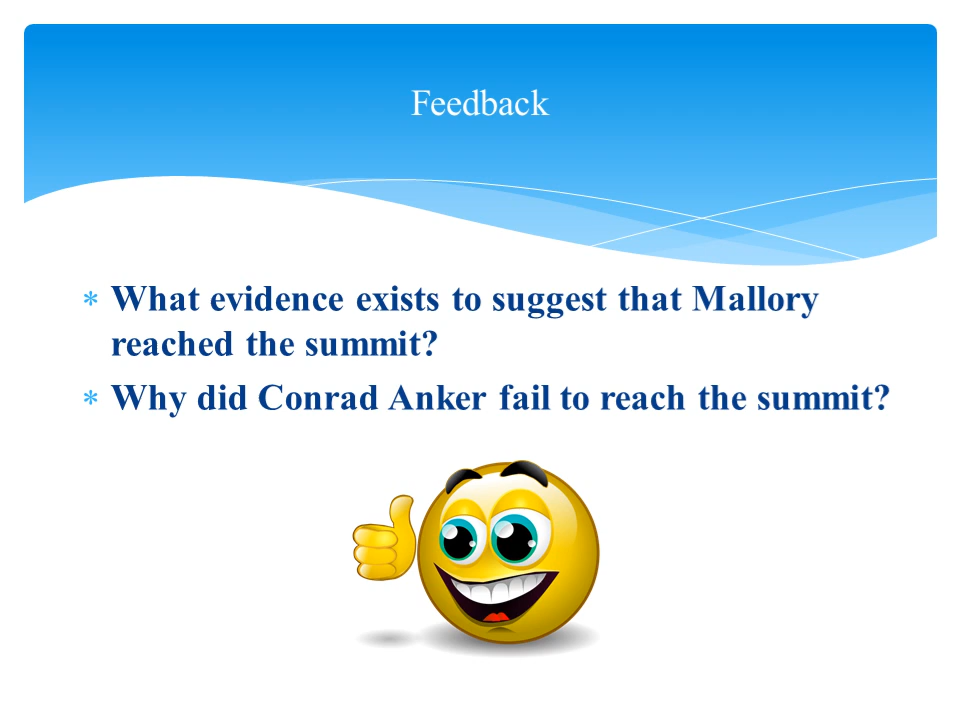 Feedback
* What evidence exists to suggest that Mallory
reached the summit?
* Why did Conrad Anker fail to reach the summit?